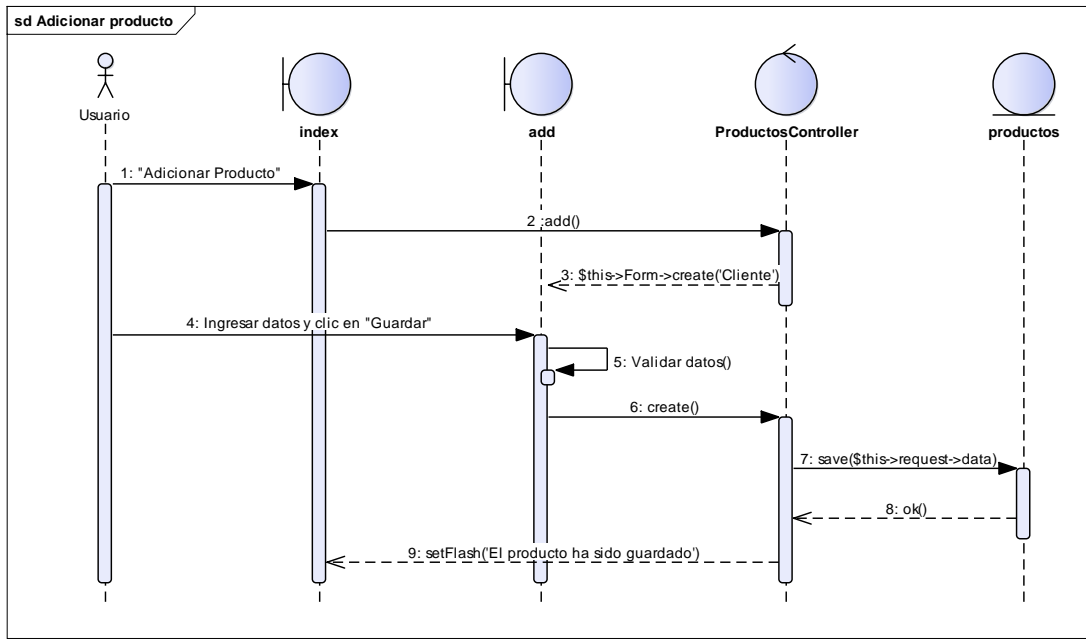 sd Adicionar producto
Usuario
index
add
ProductosController
productos
1: "Adicionar Producto"
2 :add()
3: $this->Form->create('Cliente')
4: Ingresar datos y clic en "Guardar"
5: Validar datos()
6: create()
7: save($this->request->data)
8: ok()
9: setFlash('El producto ha sido guardado')